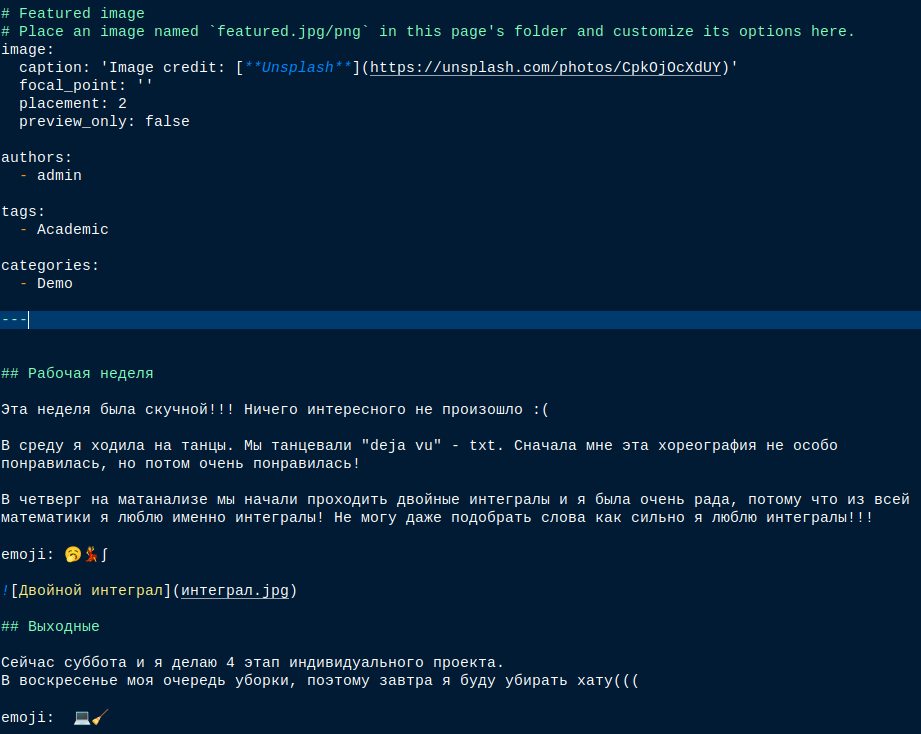 # Featured image
# Place an image named `featured.jpg/png` in this page's folder and customize its options here.
image:
  caption: 'Image credit: [**Unsplash**](https://unsplash.com/photos/CpkOjOcXdUY)'
  focal_point: ''
  placement: 2
  preview_only: false
authors:
  - admin
tags:
  - Academic
categories:
  - Demo
---
## Рабочая неделя
Эта неделя была скучной!!! Ничего интересного не произошло :(
В среду я ходила на танцы. Мы танцевали "deja vu" - txt. Сначала мне эта хореография не особо
понравилась, но потом очень понравилась!
В четверг на матанализе мы начали проходить двойные интегралы и я была очень рада, потому что из всей
математики я люблю именно интегралы! Не могу даже подобрать слова как сильно я люблю интегралы!!!
emoji: 🥱💃∫
![Двойной интеграл](интеграл.jpg)
## Выходные
Сейчас суббота и я делаю 4 этап индивидуального проекта.
В воскресенье моя очередь уборки, поэтому завтра я буду убирать хату(((
emoji:  💻🧹